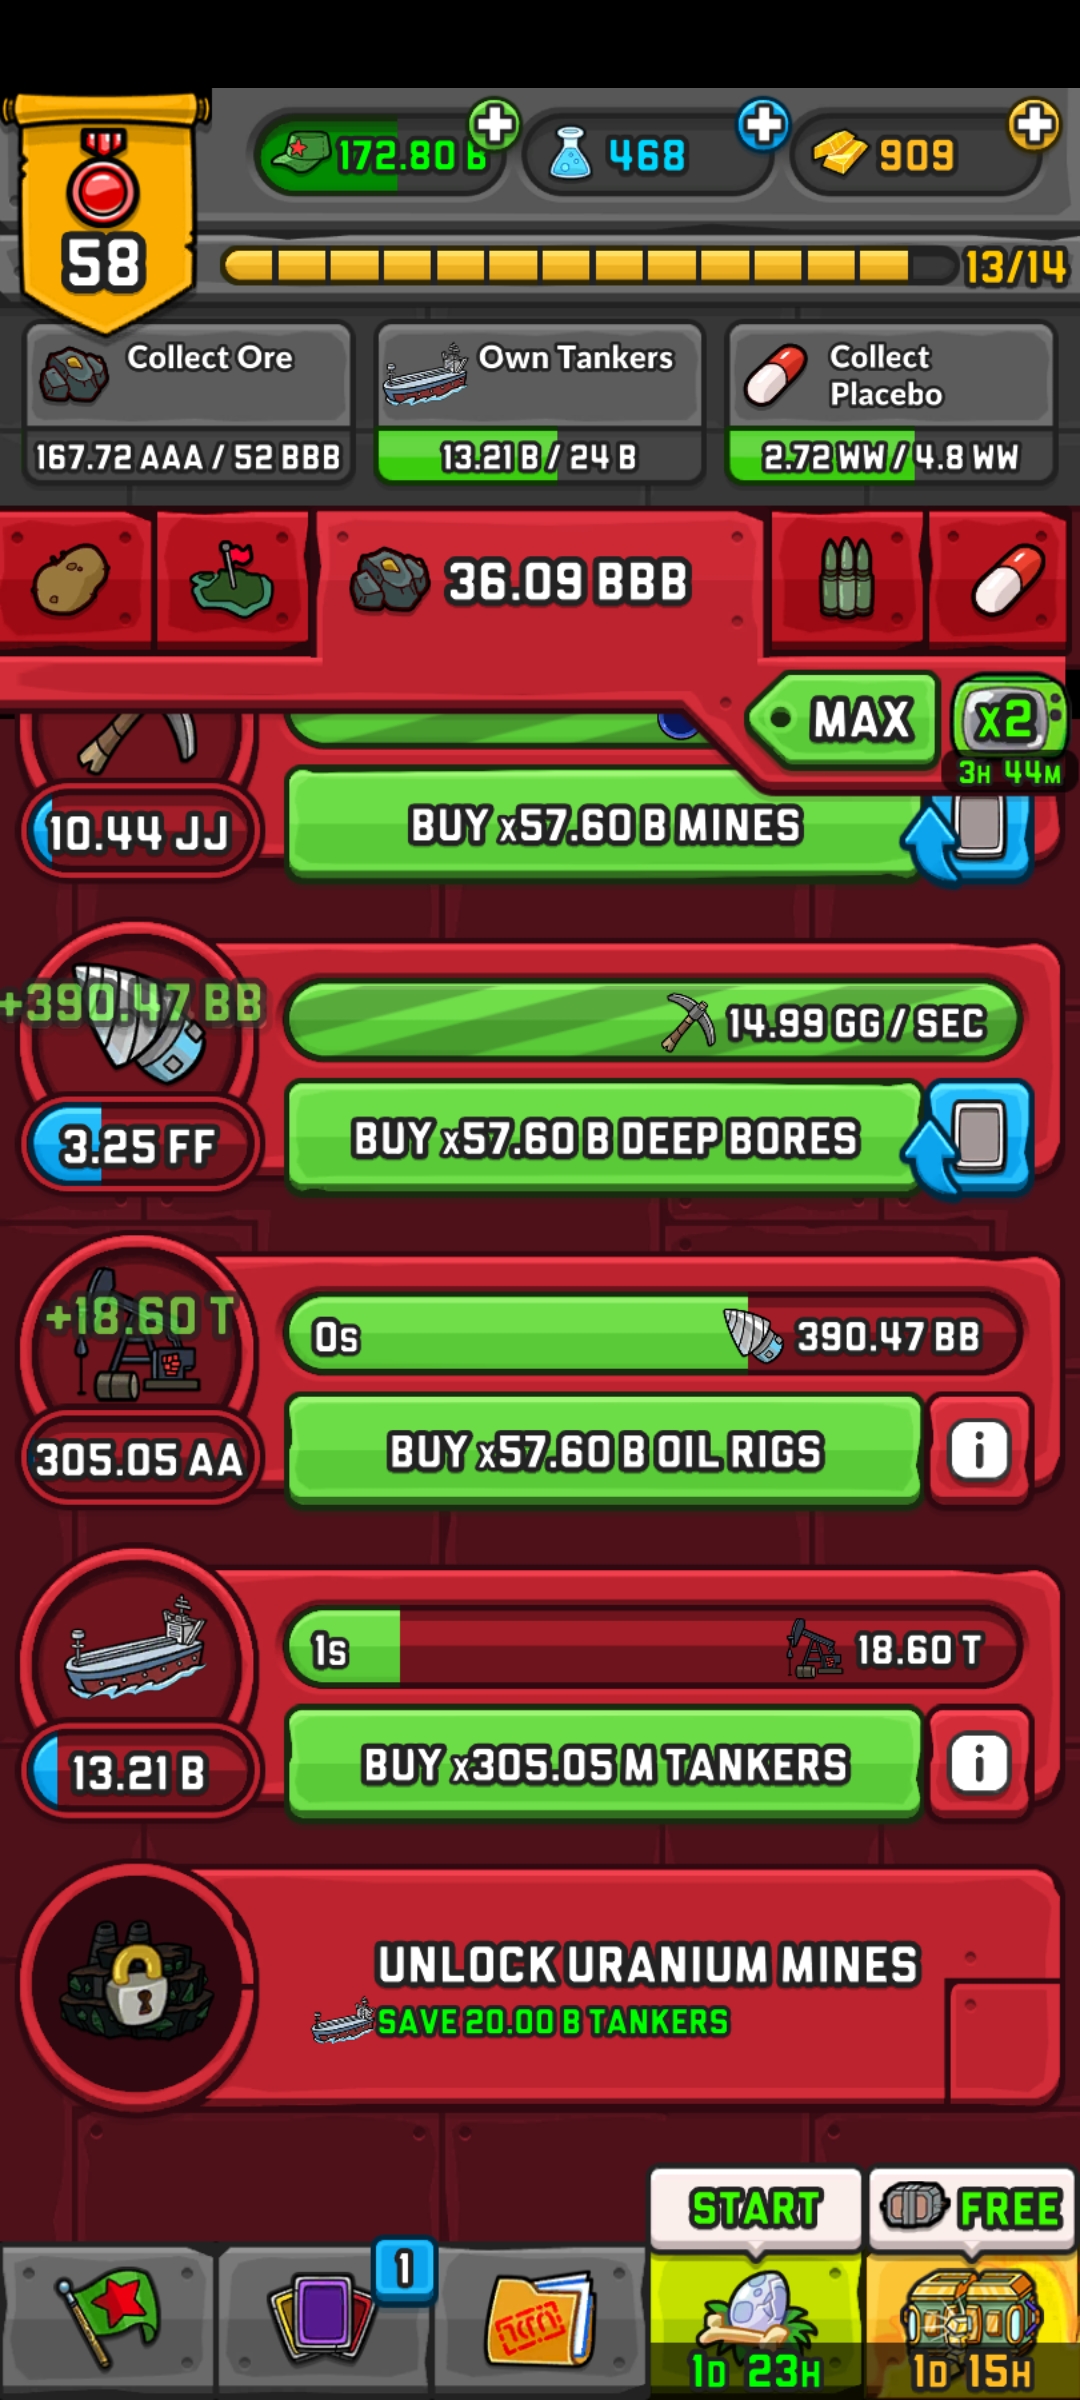 58
172.80 B
468
909
13/14
Collect Ore
167.72 AAA / 52 BBB
Own Tankers
13.21 B / 24 B
Collect
Placebo
2.72 WW / 4.8 WW
36.09 BBB
MAX
x2
3H 44M
10.44 JJ
BUY x57.60 B MINES
+390.47 BB
14.99 GG / SEC
3.25 FF
BUY x57.60 B DEEP BORES
+18.60 T
0s
390.47 BB
305.05 AA
BUY x57.60 B OIL RIGS
i
1s
18.60 T
13.21 B
BUY x305.05 M TANKERS
i
UNLOCK URANIUM MINES
SAVE 20.00 B TANKERS
START
FREE
1
1D 23H
1D 15H